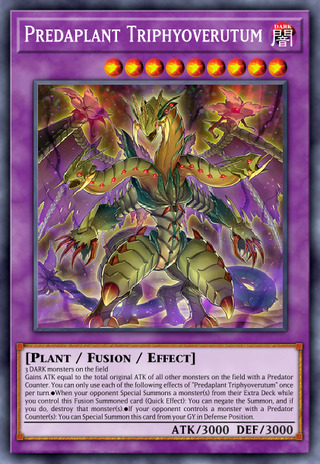 PREDAPLANT TRIPHYOVERUTUM
DARK
闇
[PLANT / FUSION / EFFECT]
3 DARK monsters on the field
Gains ATK equal to the total original ATK of all other monsters on the field with a Predator
Counter. You can only use each of the following effects of "Predaplant Triphyoverutum" once
per turn.●When your opponent Special Summons a monster(s) from their Extra Deck while
you control this Fusion Summoned card (Quick Effect): You can negate the Summon, and if
you do, destroy that monster(s).●If your opponent controls a monster with a Predator
Counter(s): You can Special Summon this card from your GY in Defense Position.
ATK/3000 DEF/3000